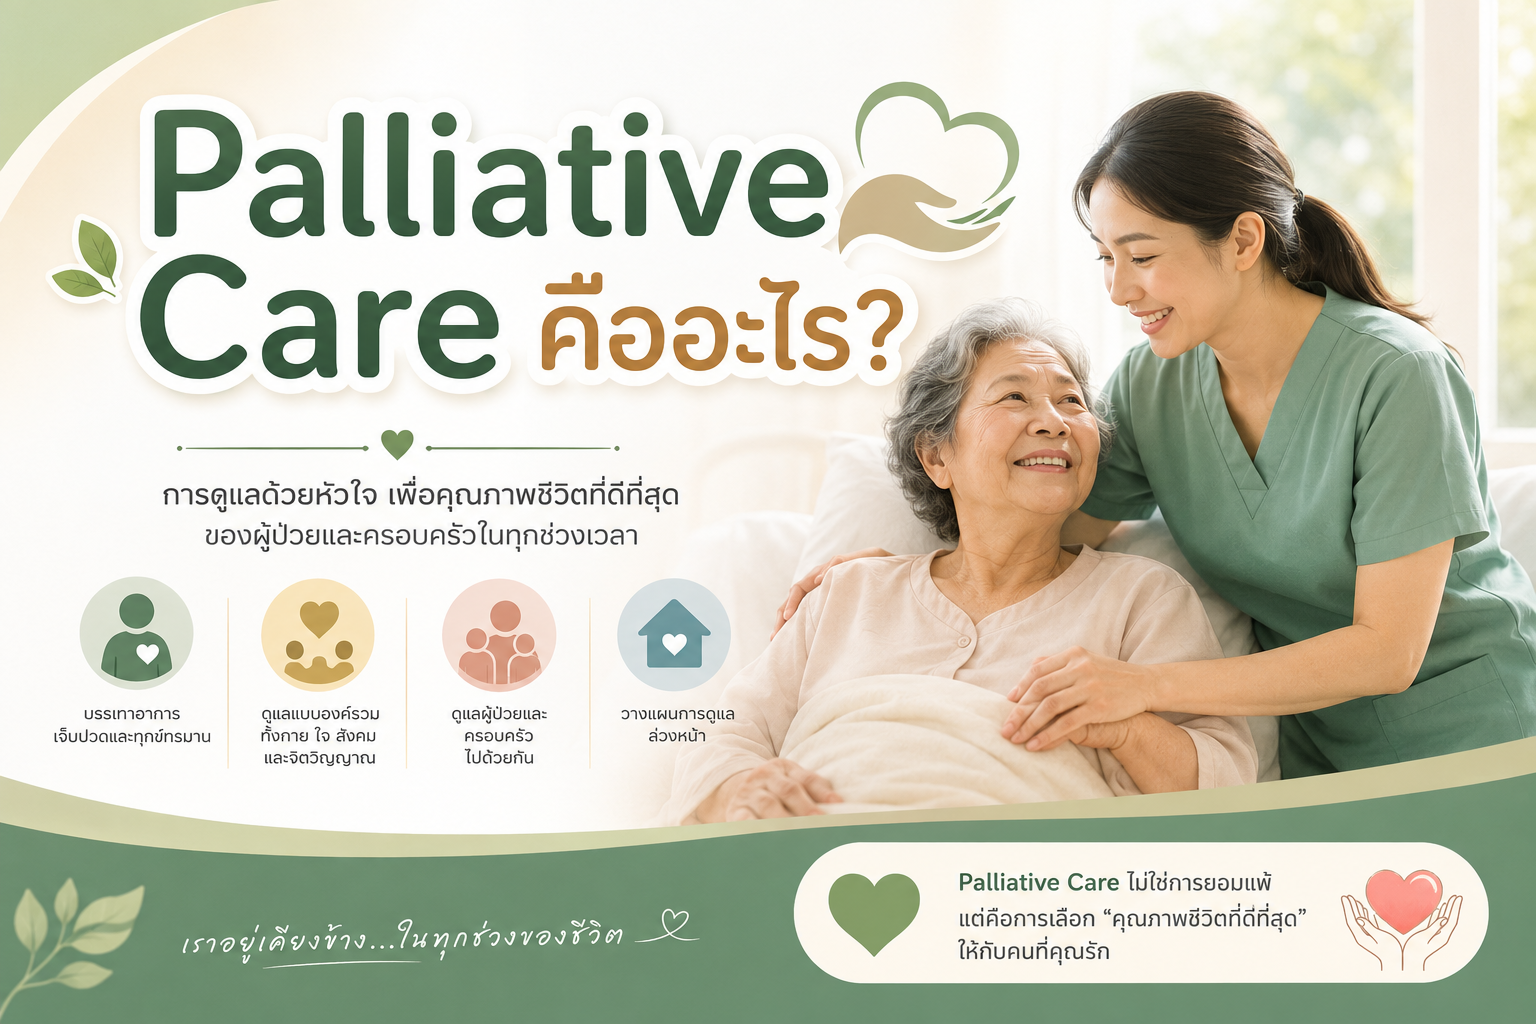 Palliative
Care คืออะไร?
การดูแลด้วยหัวใจ เพื่อคุณภาพชีวิตที่ดีที่สุด
ของผู้ป่วยและครอบครัวในทุกช่วงเวลา
บรรเทาอาการ
เจ็บปวดและทุกข์ทรมาน
ดูแลแบบองค์รวม
ทั้งกาย ใจ สังคม
และจิตวิญญาณ
ดูแลผู้ป่วยและ
ครอบครัว
ไปด้วยกัน
วางแผนการดูแล
ล่วงหน้า
เราอยู่เคียงข้าง...ในทุกช่วงของชีวิต
Palliative Care ไม่ใช่การยอมแพ้
แต่คือการเลือก “คุณภาพชีวิตที่ดีที่สุด”
ให้กับคนที่คุณรัก